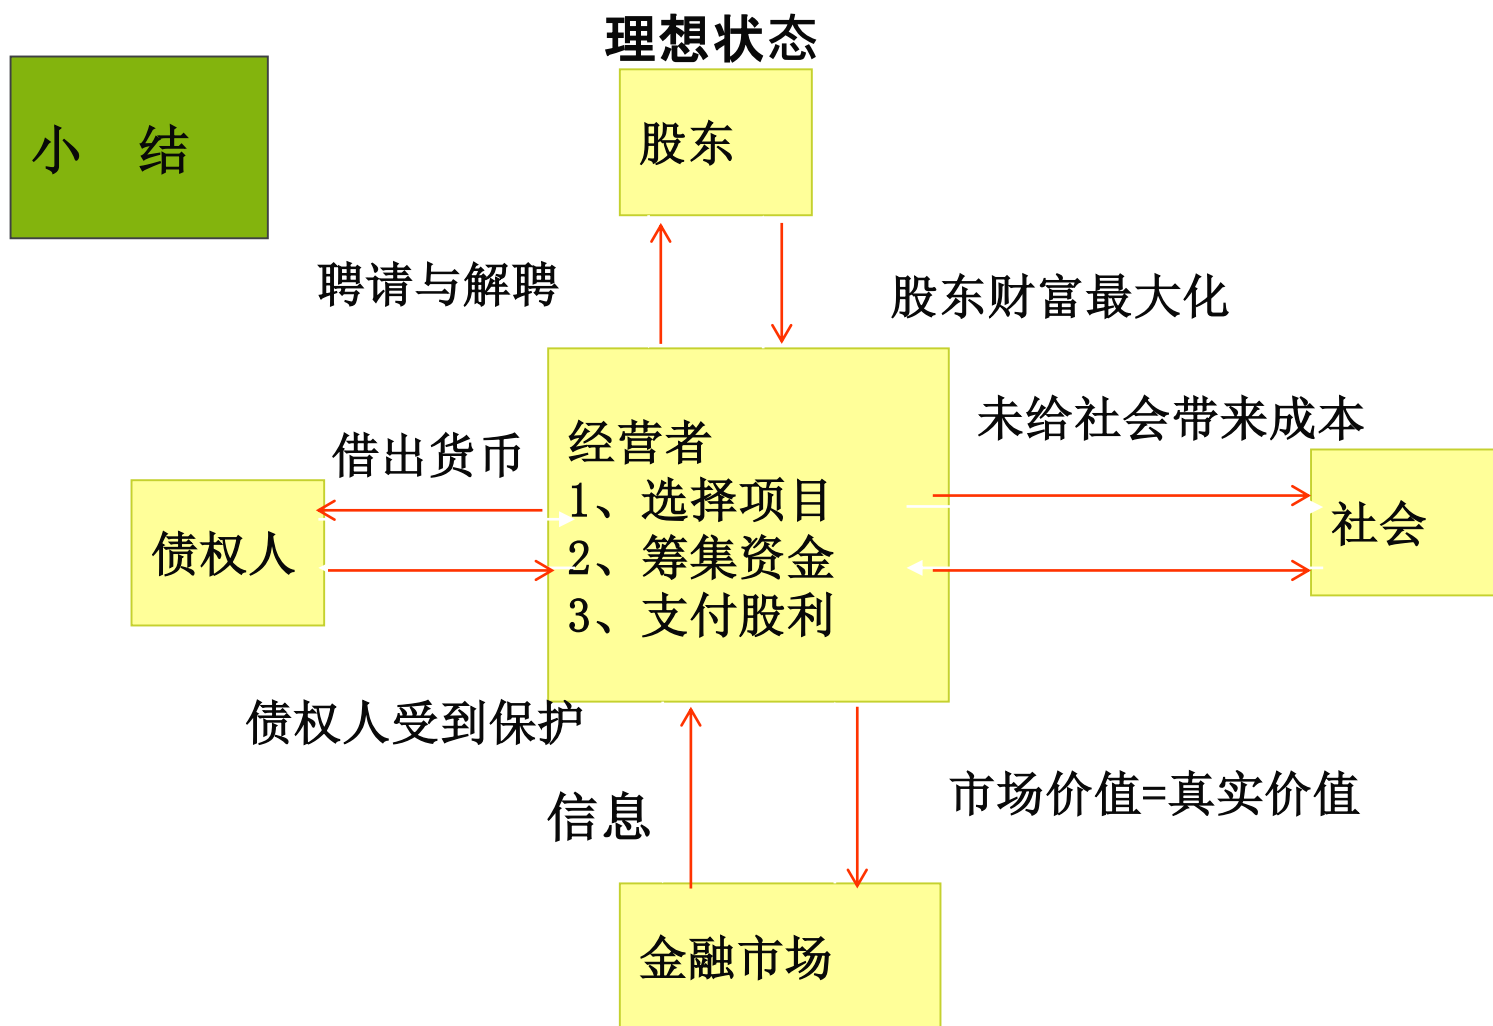 理想状态
小 结
股东
聘请与解聘
股东财富最大化
未给社会带来成本
借出货币
经营者
1、选择项目
2、筹集资金
3、支付股利
债权人
社会
债权人受到保护
信息
市场价值=真实价值
金融市场